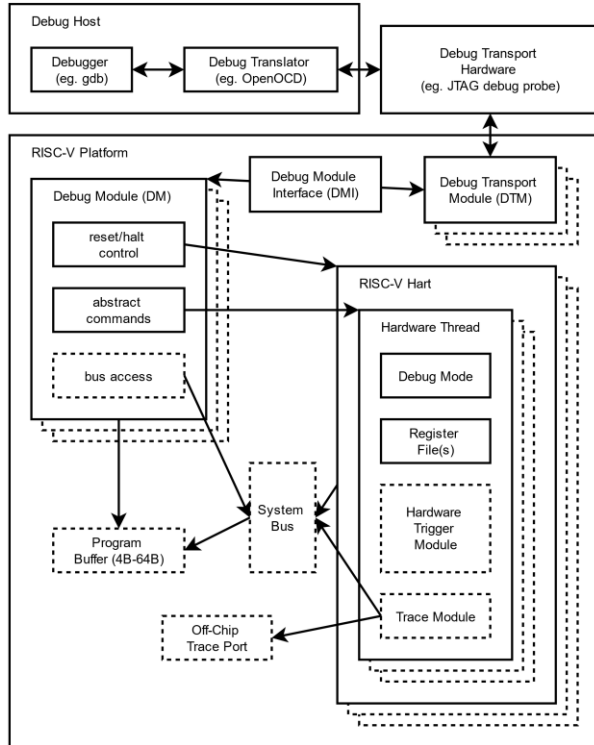 Debug Host
Debugger
(eg. gdb)
Debug Translator
(eg. OpenOCD)
Debug Transport
Hardware
(eg. JTAG debug probe)
RISC-V Platform
Debug Module (DM)
Debug Module
Interface (DMI)
Debug Transport
Module (DTM)
reset/halt
control
abstract
commands
bus access
RISC-V Hart
Hardware Thread
Debug Mode
Register
File(s)
Hardware
Trigger
Module
Trace Module
System
Bus
Program
Buffer (4B-64B)
Off-Chip
Trace Port